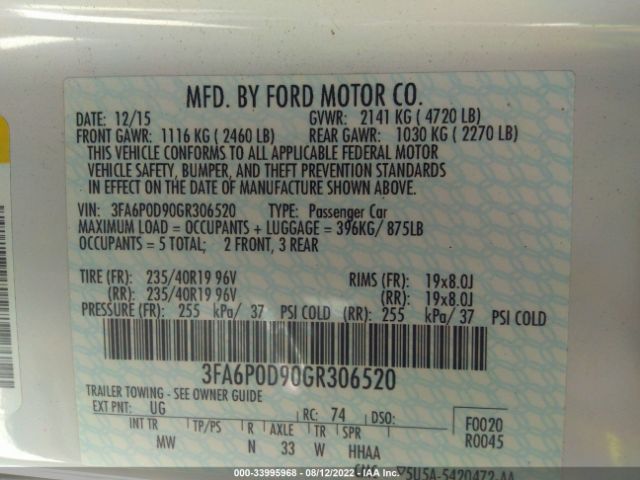 MFD. BY FORD MOTOR CO.
DATE: 12/15 GVWR: 2141 KG ( 4720 LB)
FRONT GAWR: 1116 KG ( 2460 LB) REAR GAWR: 1030 KG ( 2270 LB)
THIS VEHICLE CONFORMS TO ALL APPLICABLE FEDERAL MOTOR
VEHICLE SAFETY, BUMPER, AND THEFT PREVENTION STANDARDS
IN EFFECT ON THE DATE OF MANUFACTURE SHOWN ABOVE.
VIN: 3FA6P0D90GR306520 TYPE: Passenger Car
MAXIMUM LOAD = OCCUPANTS + LUGGAGE = 396KG/ 875LB
OCCUPANTS = 5 TOTAL; 2 FRONT, 3 REAR
TIRE (FR): 235/40R19 96V RIMS (FR): 19x8.0J
(RR): 235/40R19 96V (RR): 19x8.0J
PRESSURE (FR): 255 kPa/ 37 PSI COLD (RR): 255 kPa/ 37 PSI COLD
3FA6P0D90GR306520
TRAILER TOWING - SEE OWNER GUIDE
EXT PNT: UG RC: 74 DSO: F0020
INT TR TP/PS R AXLE TR SPR R0045
MW N 33 W HHAA
5U5A-5420472-AA
000-33995968 - 08/12/2022 - IAAI.COM